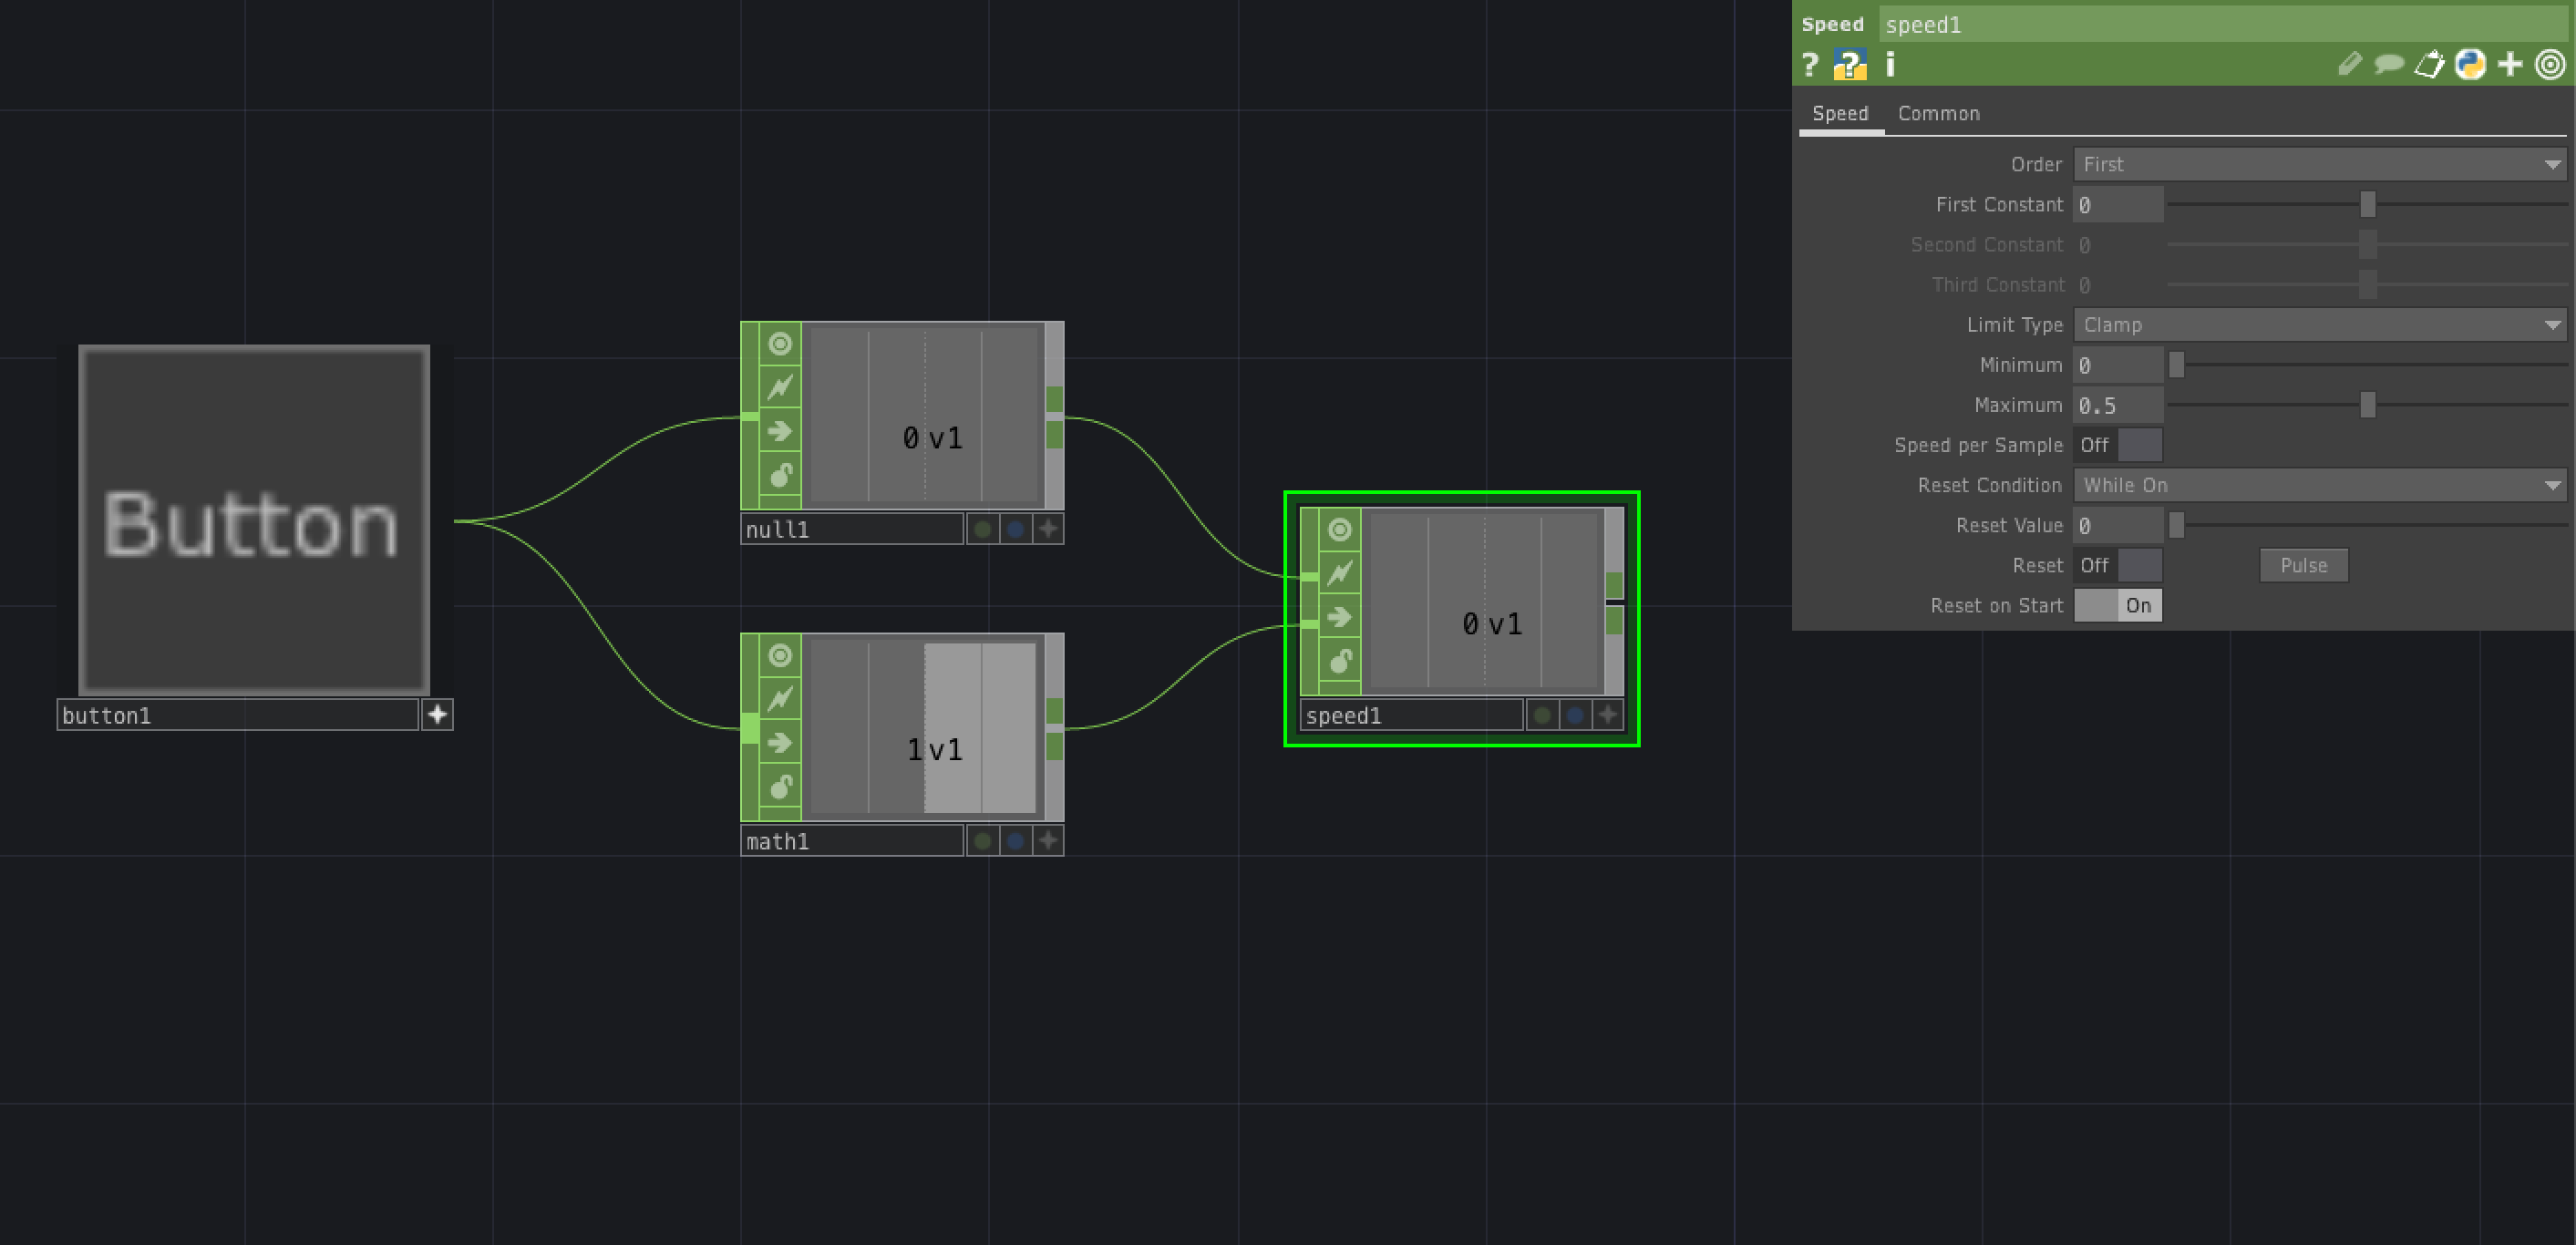 Speed speed1
? ? i
Speed Common
Order First
First Constant 0
Second Constant 0
Third Constant 0
Limit Type Clamp
Minimum 0
Maximum 0.5
Speed per Sample Off
Reset Condition While On
Reset Value 0
Reset Off Pulse
Reset on Start On
Button
button1
0 v1
null1
1 v1
math1
0 v1
speed1